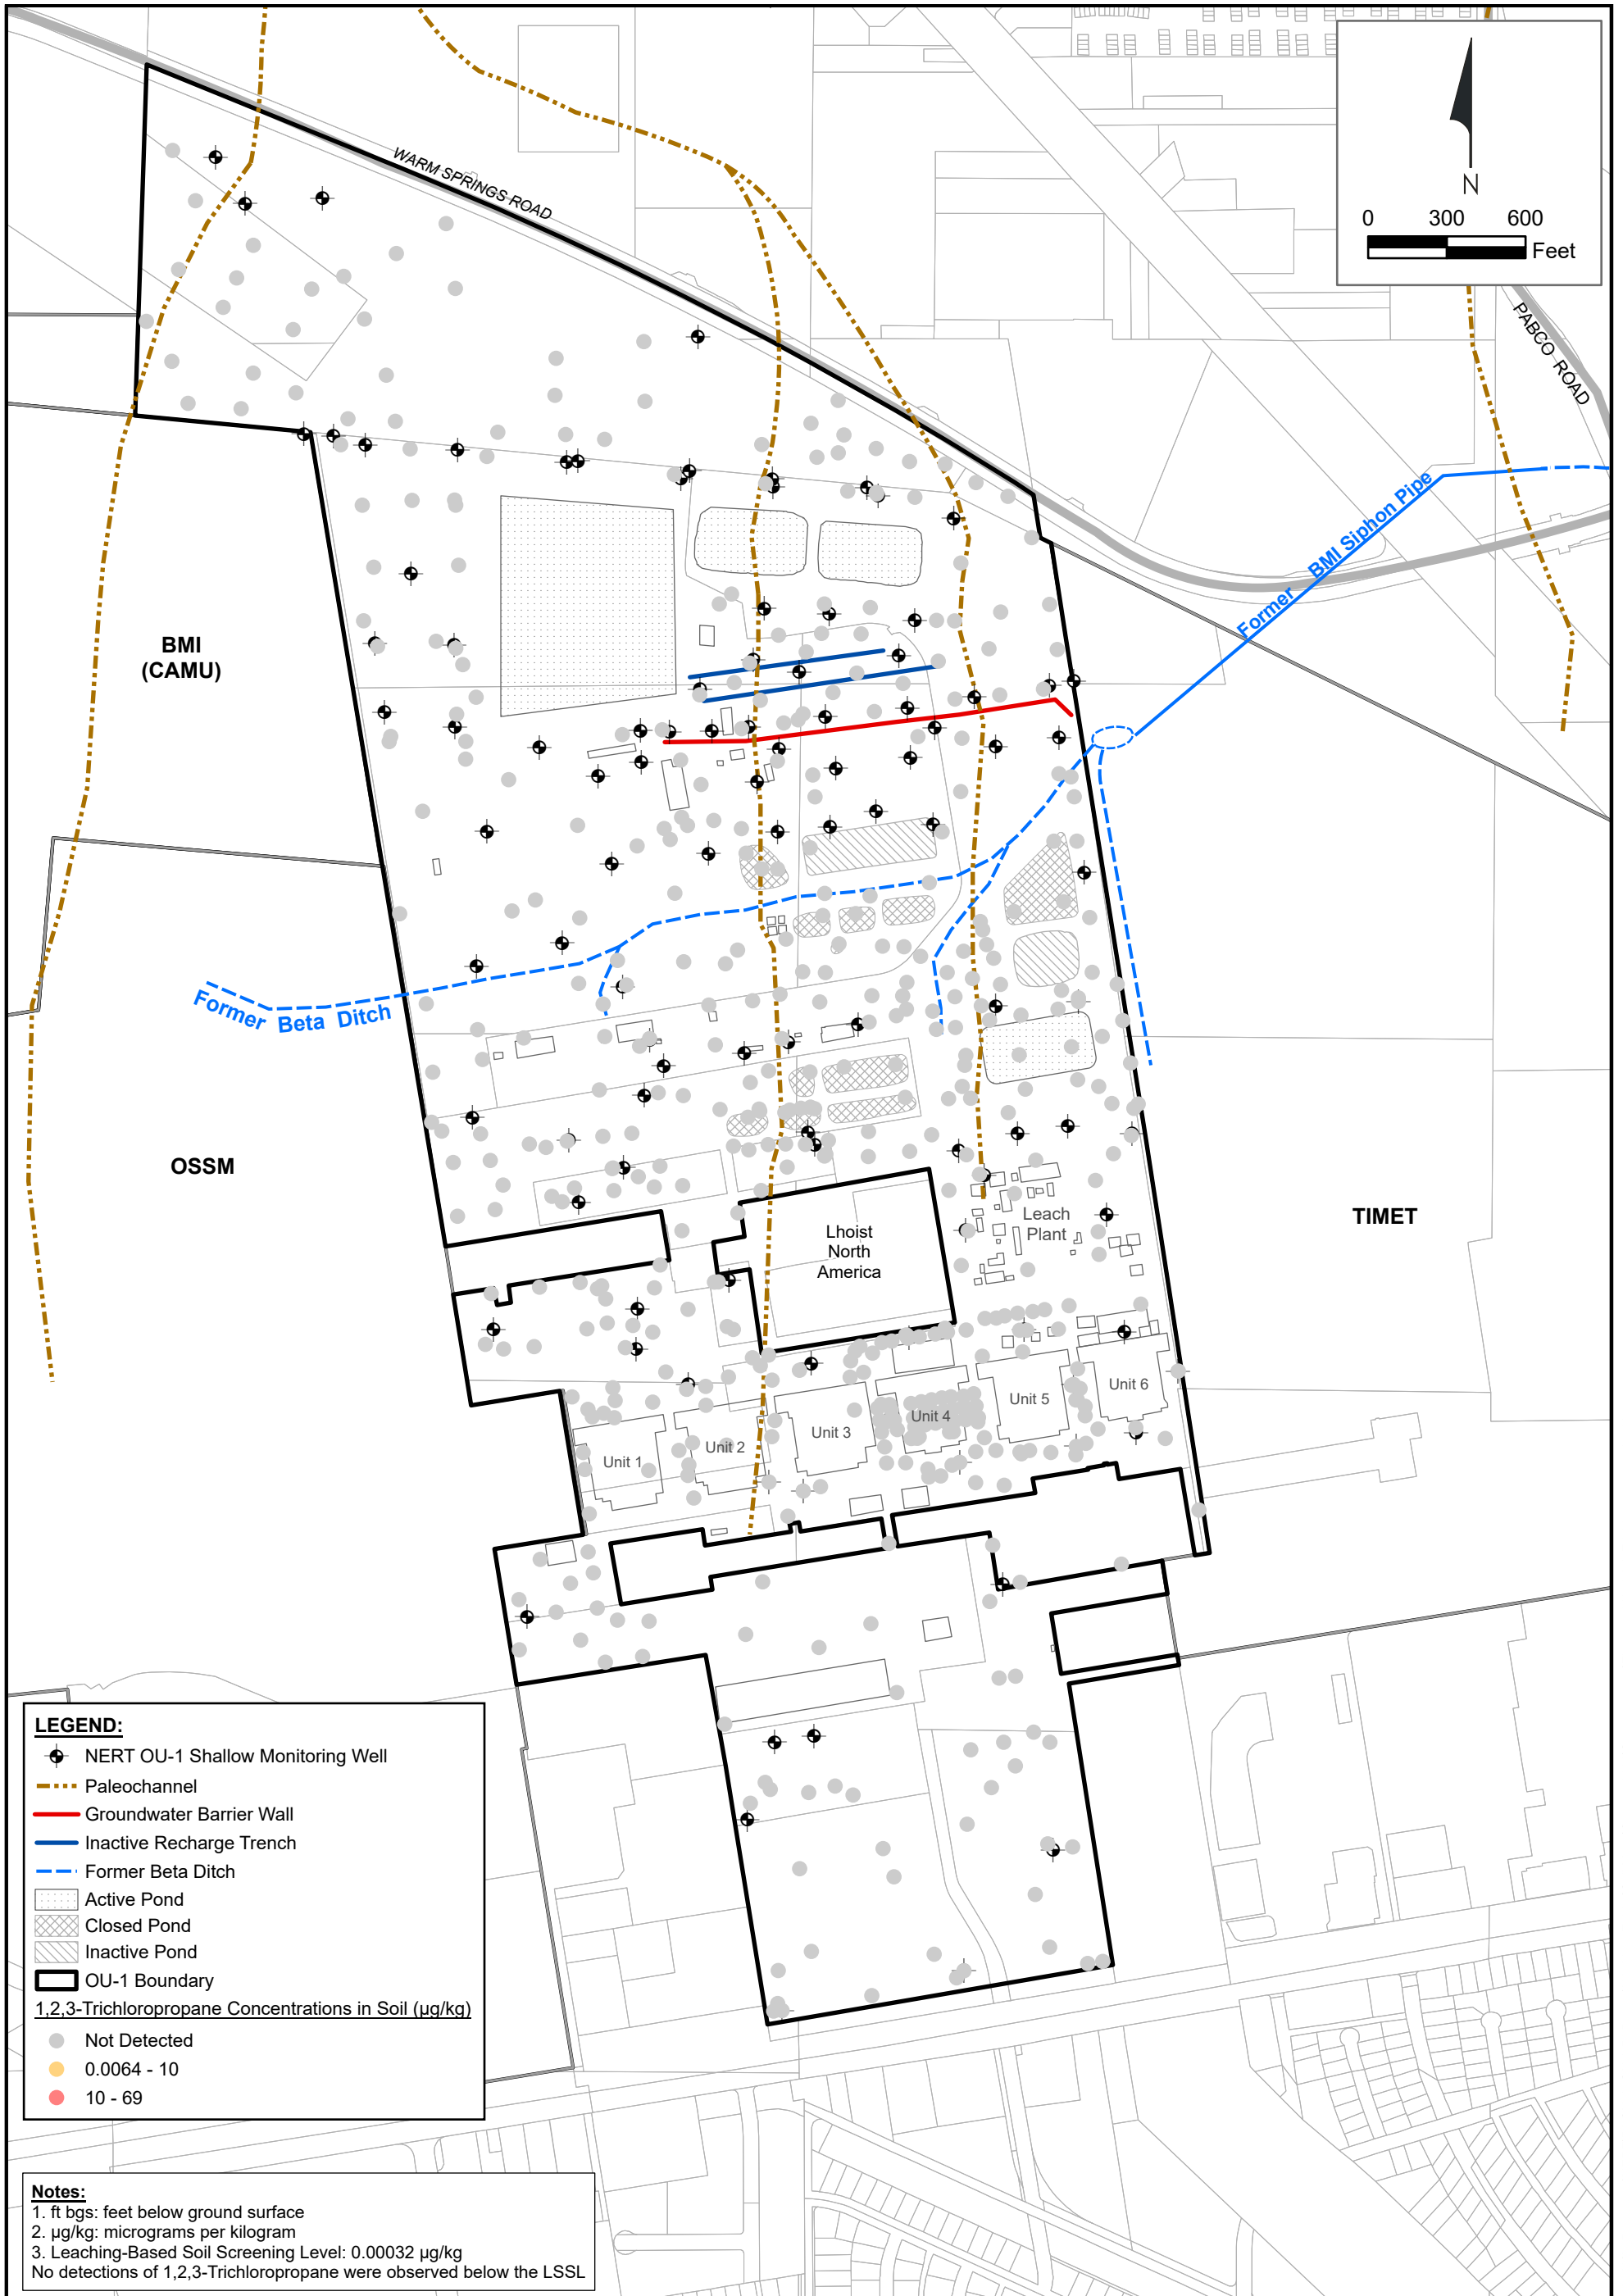 WARM SPRINGS ROAD
N
0 300 600
Feet
PABCO ROAD
Former BMI Siphon Pipe
BMI
(CAMU)
Former Beta Ditch
OSSM
TIMET
Lhoist
North
America
Leach
Plant
Unit 1
Unit 2
Unit 3
Unit 4
Unit 5
Unit 6
LEGEND:
NERT OU-1 Shallow Monitoring Well
Paleochannel
Groundwater Barrier Wall
Inactive Recharge Trench
Former Beta Ditch
Active Pond
Closed Pond
Inactive Pond
OU-1 Boundary
1,2,3-Trichloropropane Concentrations in Soil (µg/kg)
Not Detected
0.0064 - 10
10 - 69
Notes:
1. ft bgs: feet below ground surface
2. µg/kg: micrograms per kilogram
3. Leaching-Based Soil Screening Level: 0.00032 µg/kg
No detections of 1,2,3-Trichloropropane were observed below the LSSL